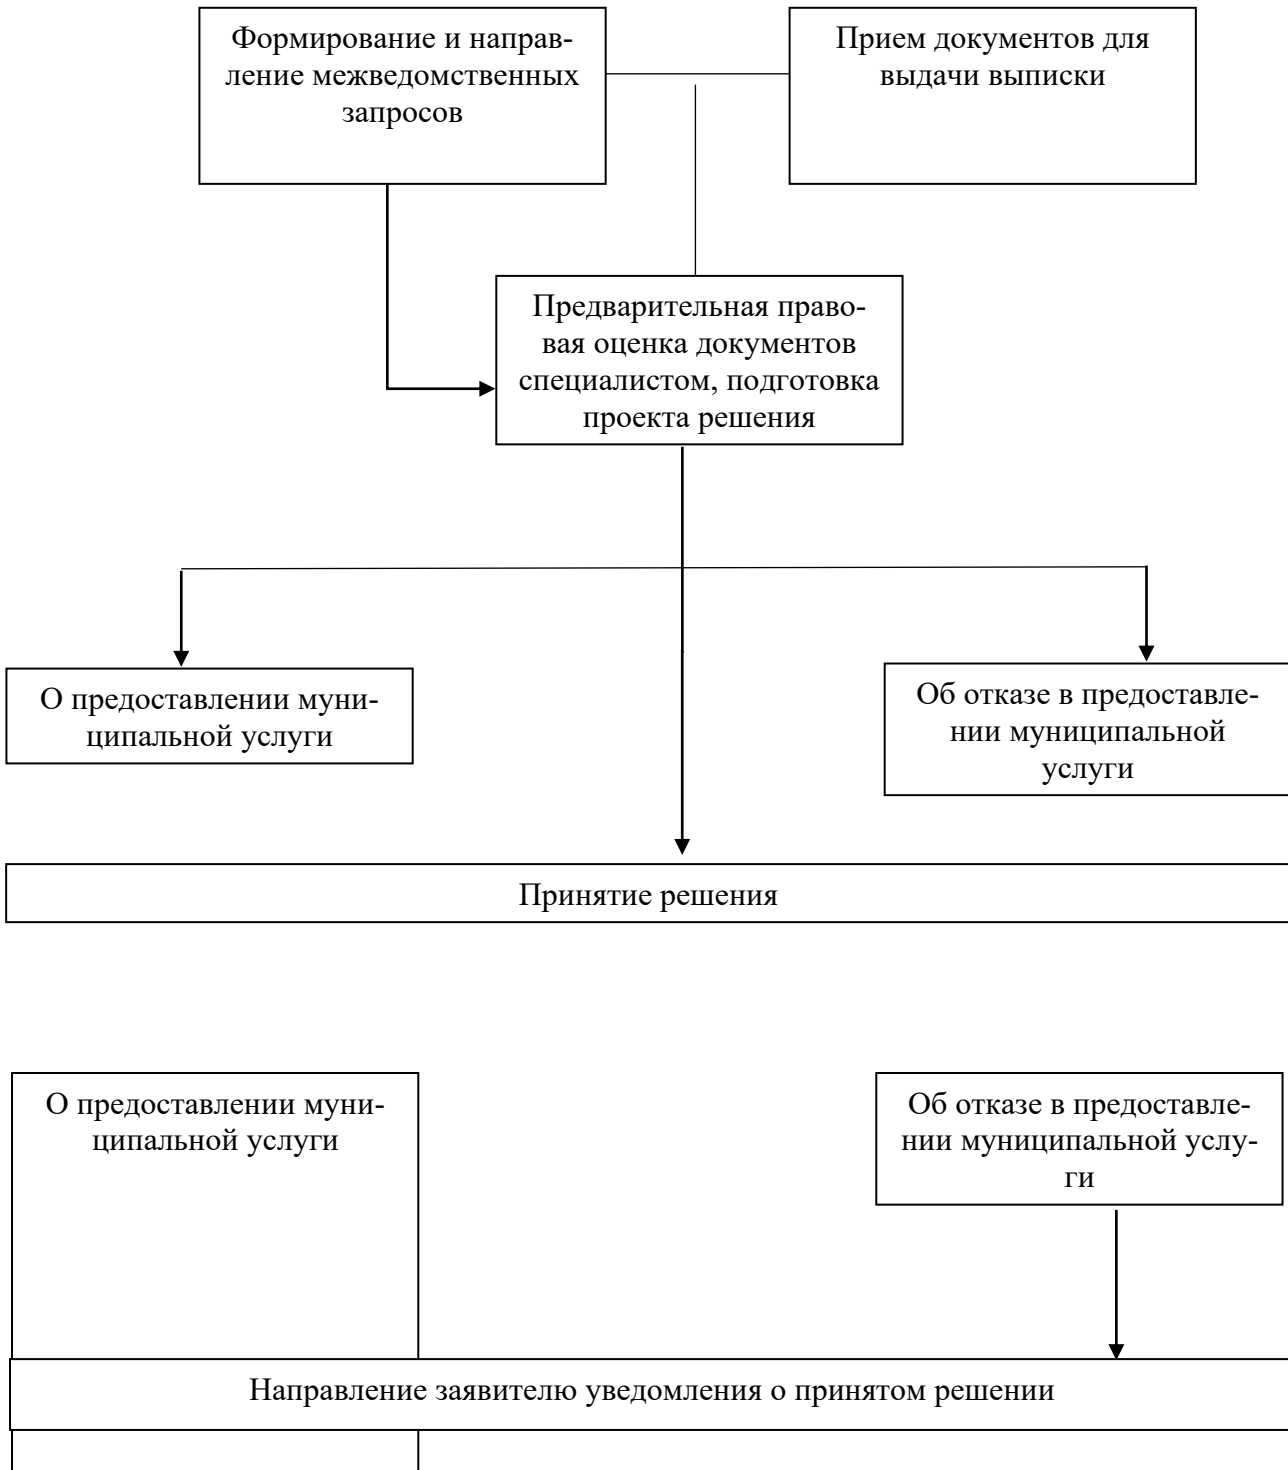 Формирование и направ-
ление межведомственных
запросов
Прием документов для
выдачи выписки
Предварительная право-
вая оценка документов
специалистом, подготовка
проекта решения
О предоставлении муни-
ципальной услуги
Об отказе в предоставле-
нии муниципальной
услуги
Принятие решения
О предоставлении муни-
ципальной услуги
Об отказе в предоставле-
нии муниципальной услу-
ги
Направление заявителю уведомления о принятом решении